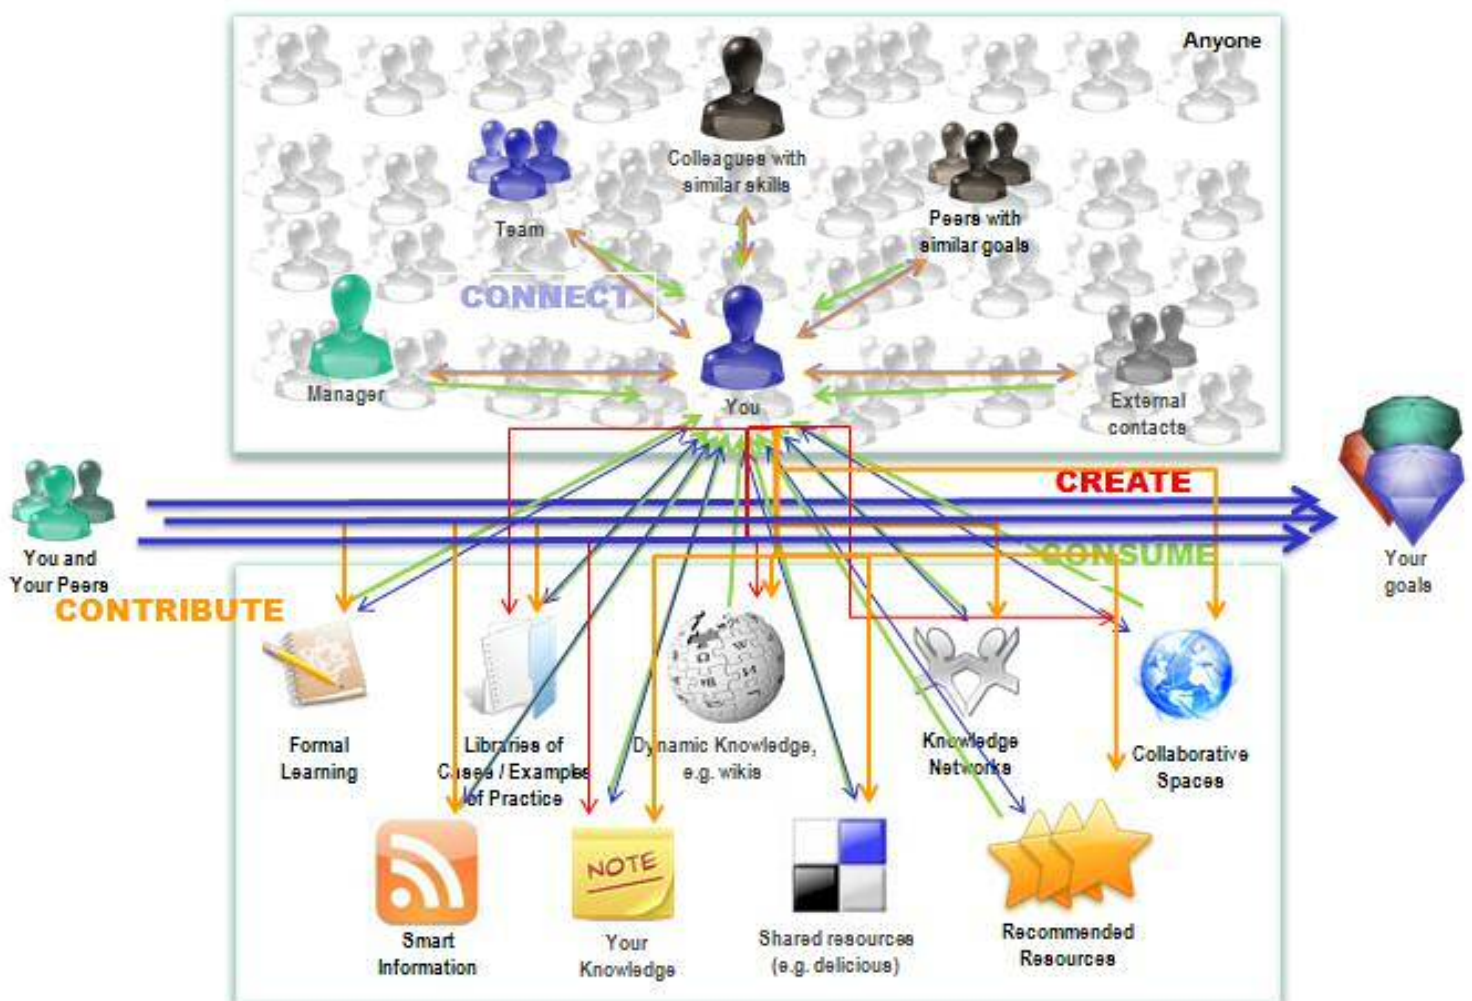 Anyone
Colleagues with
similar skills
Team
Peers with
similar goals
CONNECT
Manager
You
External
contacts
CREATE
You and
Your Peers
CONSUME
Your
goals
CONTRIBUTE
Formal
Learning
Libraries of
Cases / Examples
of Practice
Dynamic Knowledge,
e.g. wikis
Knowledge
Networks
Collaborative
Spaces
NOTE
Smart
Information
Your
Knowledge
Shared resources
(e.g. delicious)
Recommended
Resources